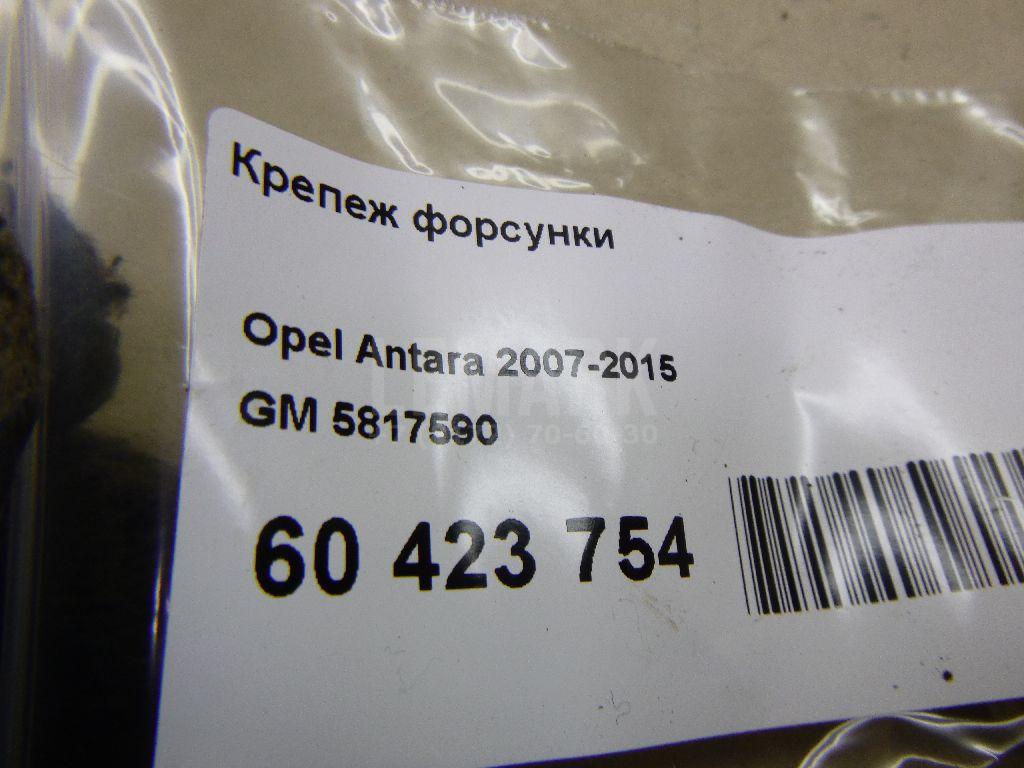 Крепеж форсунки
Opel Antara 2007-2015
GM 5817590
60 423 754